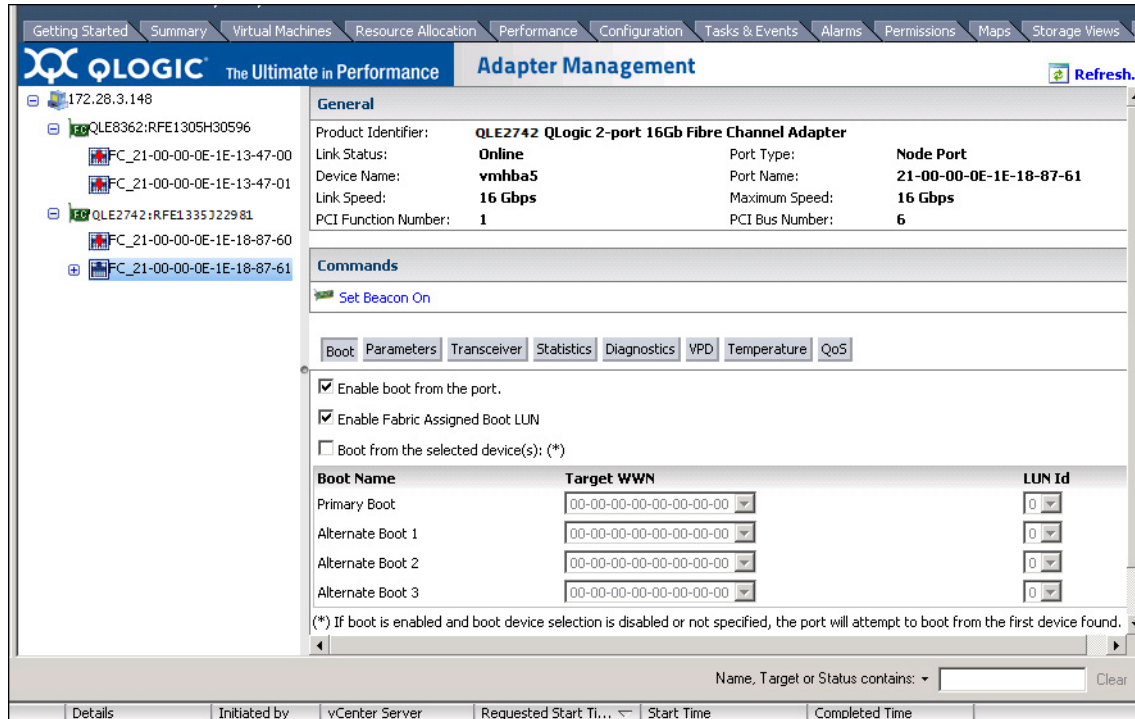 Getting Started Summary Virtual Machines Resource Allocation Performance Configuration Tasks & Events Alarms Permissions Maps Storage Views
QLOGIC The Ultimate in Performance Adapter Management
Refresh.
172.28.3.148
QLE8362:RFE1305H30596
FC_21-00-00-0E-1E-13-47-00
FC_21-00-00-0E-1E-13-47-01
QLE2742:RFE1335J22981
FC_21-00-00-0E-1E-18-87-60
FC_21-00-00-0E-1E-18-87-61
General
Product Identifier: QLE2742 QLogic 2-port 16Gb Fibre Channel Adapter
Link Status: Online Port Type: Node Port
Device Name: vmhba5 Port Name: 21-00-00-0E-1E-18-87-61
Link Speed: 16 Gbps Maximum Speed: 16 Gbps
PCI Function Number: 1 PCI Bus Number: 6
Commands
Set Beacon On
Boot Parameters Transceiver Statistics Diagnostics VPD Temperature QoS
Enable boot from the port.
Enable Fabric Assigned Boot LUN
Boot from the selected device(s): (*)
Boot Name Target WWN LUN Id
Primary Boot 00-00-00-00-00-00-00-00 0
Alternate Boot 1 00-00-00-00-00-00-00-00 0
Alternate Boot 2 00-00-00-00-00-00-00-00 0
Alternate Boot 3 00-00-00-00-00-00-00-00 0
(*) If boot is enabled and boot device selection is disabled or not specified, the port will attempt to boot from the first device found.
Name, Target or Status contains: Clear
Details Initiated by vCenter Server Requested Start Ti... Start Time Completed Time